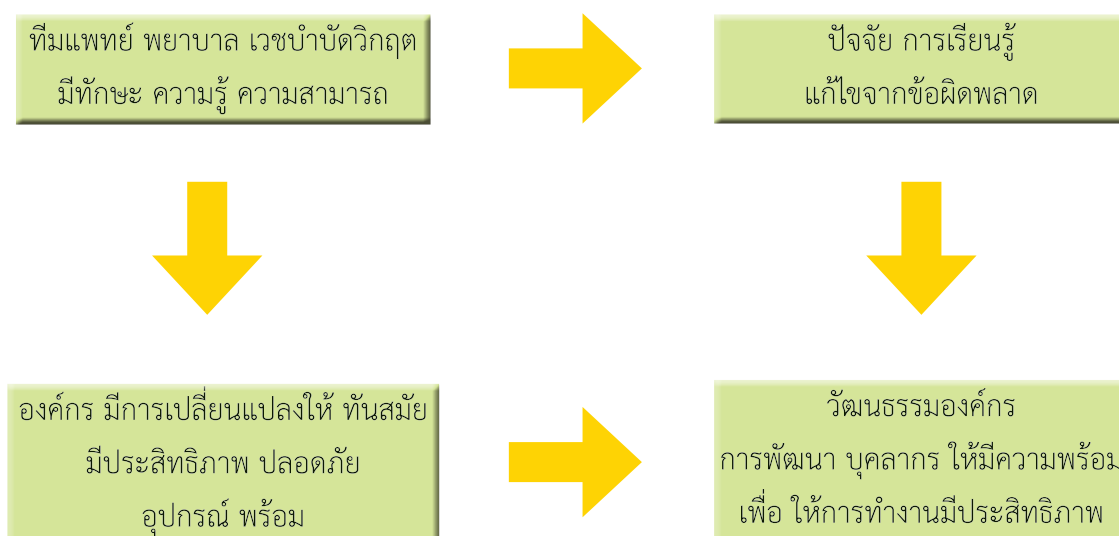 ทีมแพทย์ พยาบาล เวชบำบัดวิกฤต
มีทักษะ ความรู้ ความสามารถ
ปัจจัย การเรียนรู้
แก้ไขจากข้อผิดพลาด
องค์กร มีการเปลี่ยนแปลงให้ ทันสมัย
มีประสิทธิภาพ ปลอดภัย
อุปกรณ์ พร้อม
วัฒนธรรมองค์กร
การพัฒนา บุคลากร ให้มีความพร้อม
เพื่อ ให้การทำงานมีประสิทธิภาพ